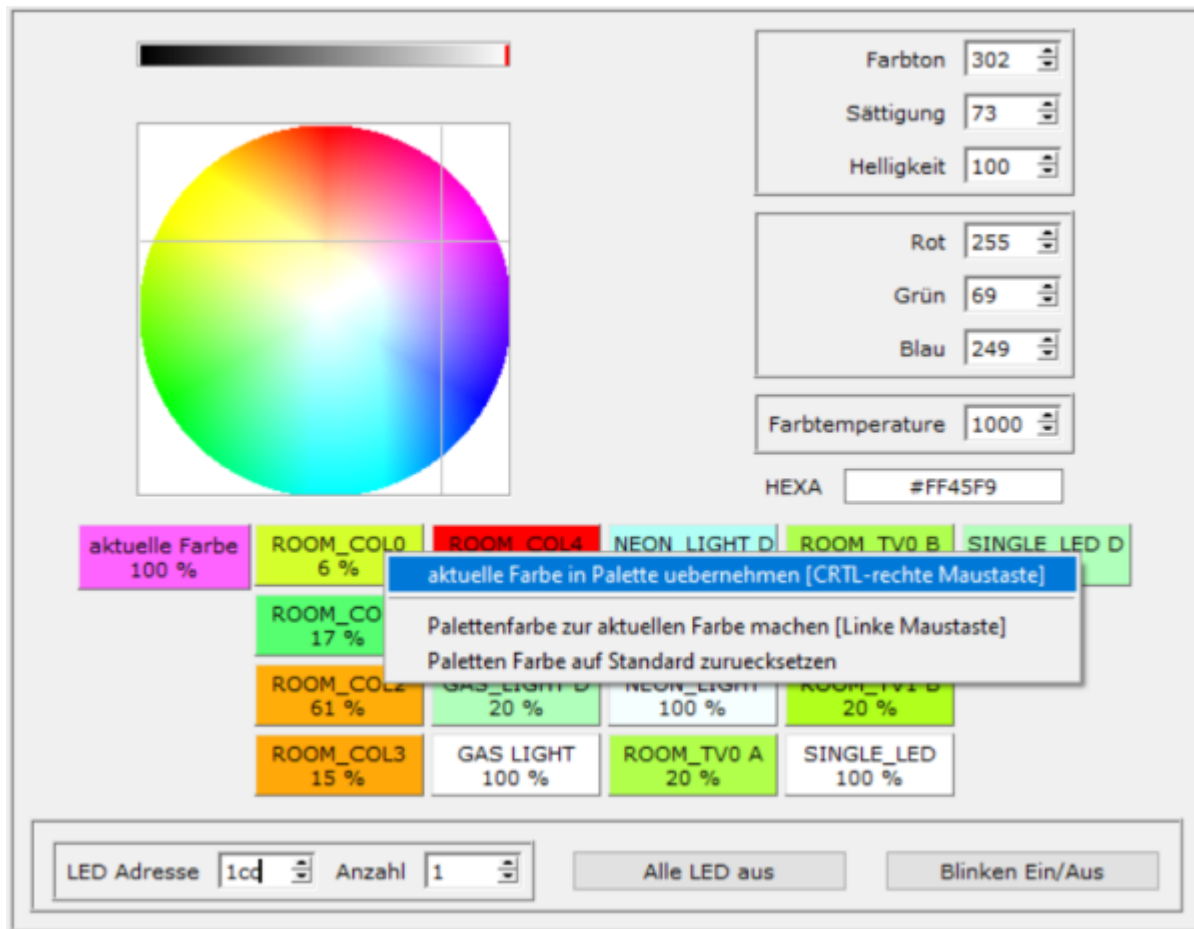 Farbton 302
Sättigung 73
Helligkeit 100
Rot 255
Grün 69
Blau 249
Farbtemperature 1000
HEXA #FF45F9
aktuelle Farbe ROOM_COL0 ROOM_COL4 NEON_LIGHT D ROOM_TV0 B SINGLE_LED D
100 % 6 %
aktuelle Farbe in Palette uebernehmen [CRTL-rechte Maustaste]
ROOM_CO
17 %
Palettenfarbe zur aktuellen Farbe machen [Linke Maustaste]
Paletten Farbe auf Standard zuruecksetzen
ROOM_COL2 GAS_LIGHT D NEON_LIGHT ROOM_TV1 B
61 % 20 % 100 % 20 %
ROOM_COL3 GAS LIGHT ROOM_TV0 A SINGLE_LED
15 % 100 % 20 % 100 %
LED Adresse 1cc Anzahl 1 Alle LED aus Blinken Ein/Aus